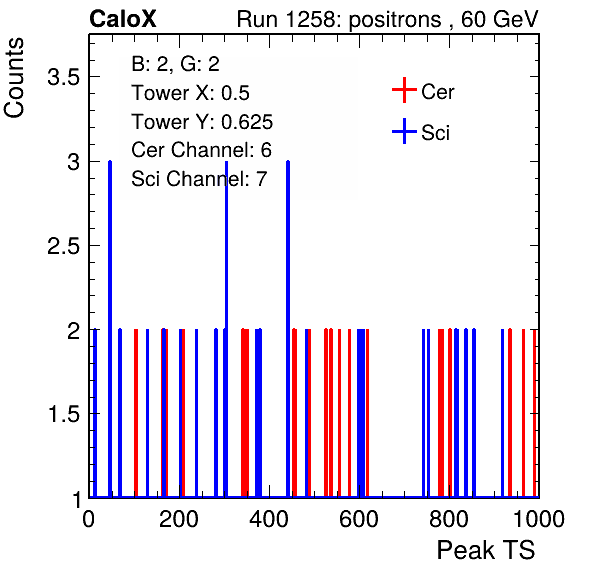 CaloX Run 1258: positrons , 60 GeV
Counts
3.5
3
2.5
2
1.5
1
B: 2, G: 2
Tower X: 0.5
Tower Y: 0.625
Cer Channel: 6
Sci Channel: 7
Cer
Sci
0 200 400 600 800 1000
Peak TS